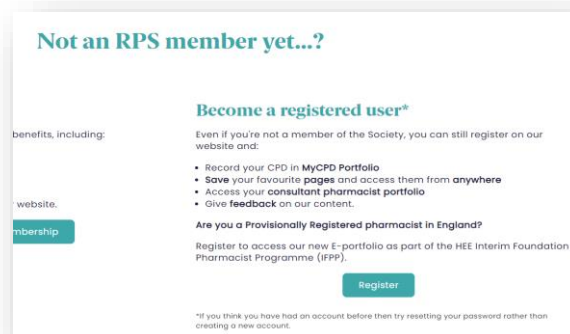 Not an RPS member yet...?
benefits, including:
website.
Become a registered user*
Even if you're not a member of the Society, you can still register on our
website and:
• Record your CPD in MyCPD Portfolio
• Save your favourite pages and access them from anywhere
• Access your consultant pharmacist portfolio
• Give feedback on our content.
Are you a Provisionally Registered pharmacist in England?
Register to access our new E-portfolio as part of the HEE Interim Foundation
Pharmacist Programme (IFPP).
Register
*If you think you have had an account before then try resetting your password rather than
creating a new account.